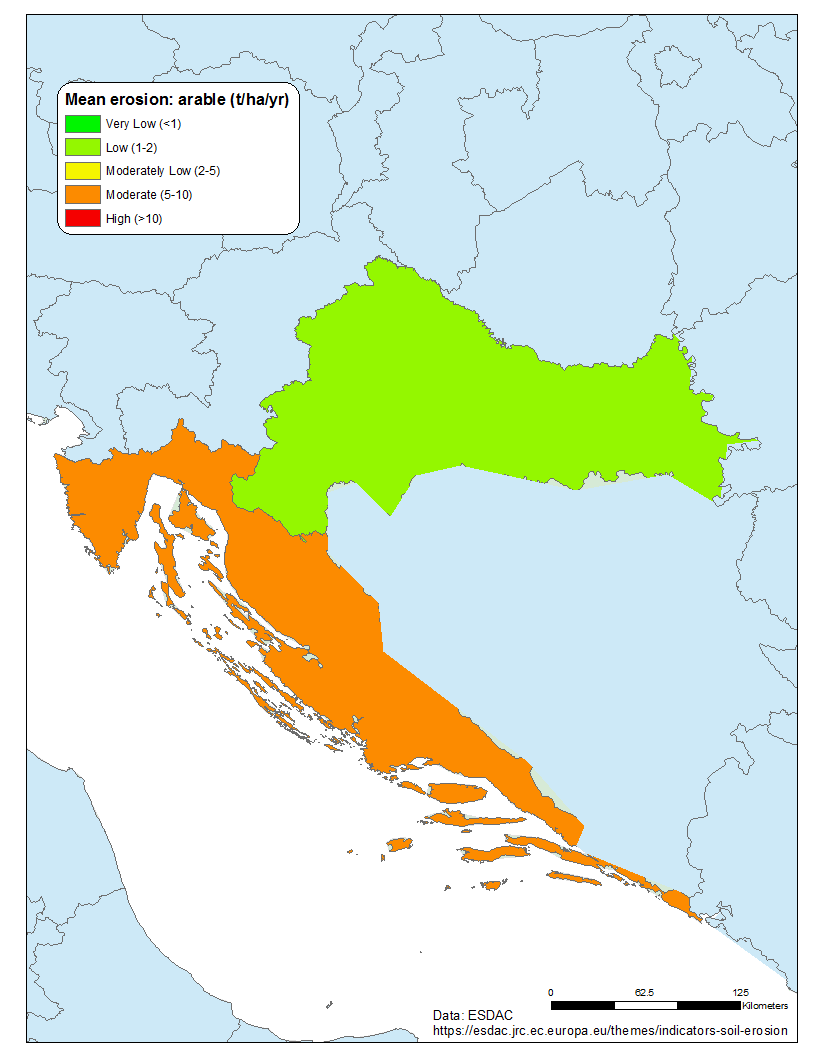 Mean erosion: arable (t/ha/yr)
Very Low (<1)
Low (1-2)
Moderately Low (2-5)
Moderate (5-10)
High (>10)
0 62.5 125
Kilometers
Data: ESDAC
https://esdac.jrc.ec.europa.eu/themes/indicators-soil-erosion